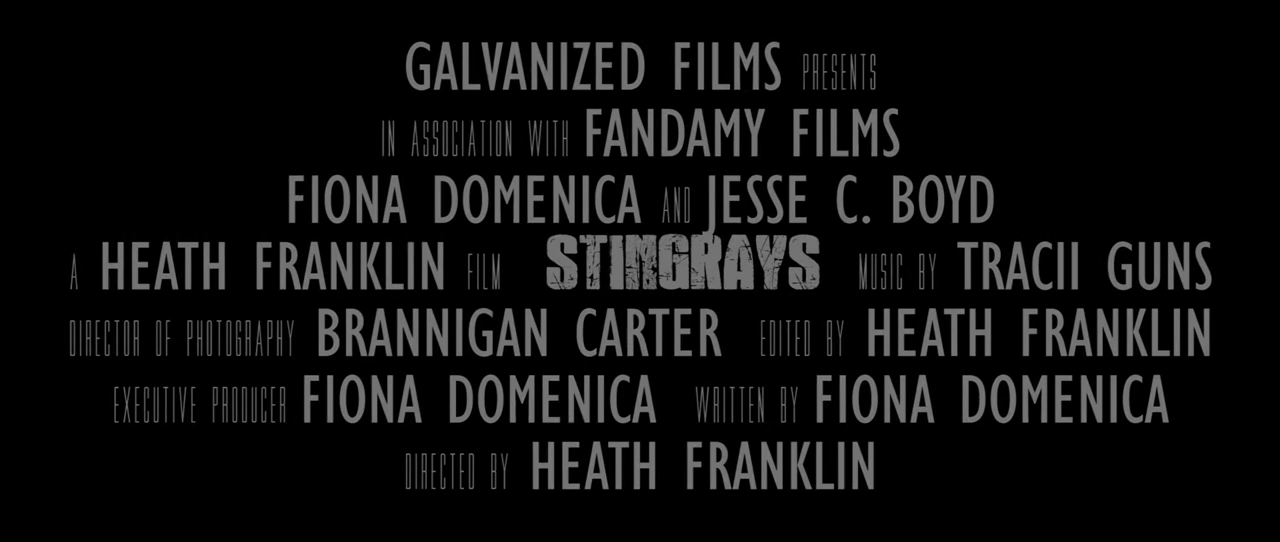 GALVANIZED FILMS PRESENTS
IN ASSOCIATION WITH FANDAMY FILMS
FIONA DOMENICA AND JESSE C. BOYD
A HEATH FRANKLIN FILM STINGRAYS MUSIC BY TRACII GUNS
DIRECTOR OF PHOTOGRAPHY BRANNIGAN CARTER EDITED BY HEATH FRANKLIN
EXECUTIVE PRODUCER FIONA DOMENICA WRITTEN BY FIONA DOMENICA
DIRECTED BY HEATH FRANKLIN